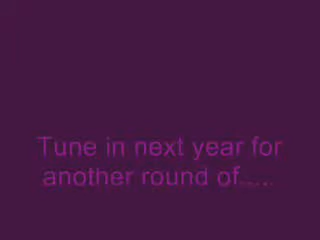 Tune in next year for
another round of.....